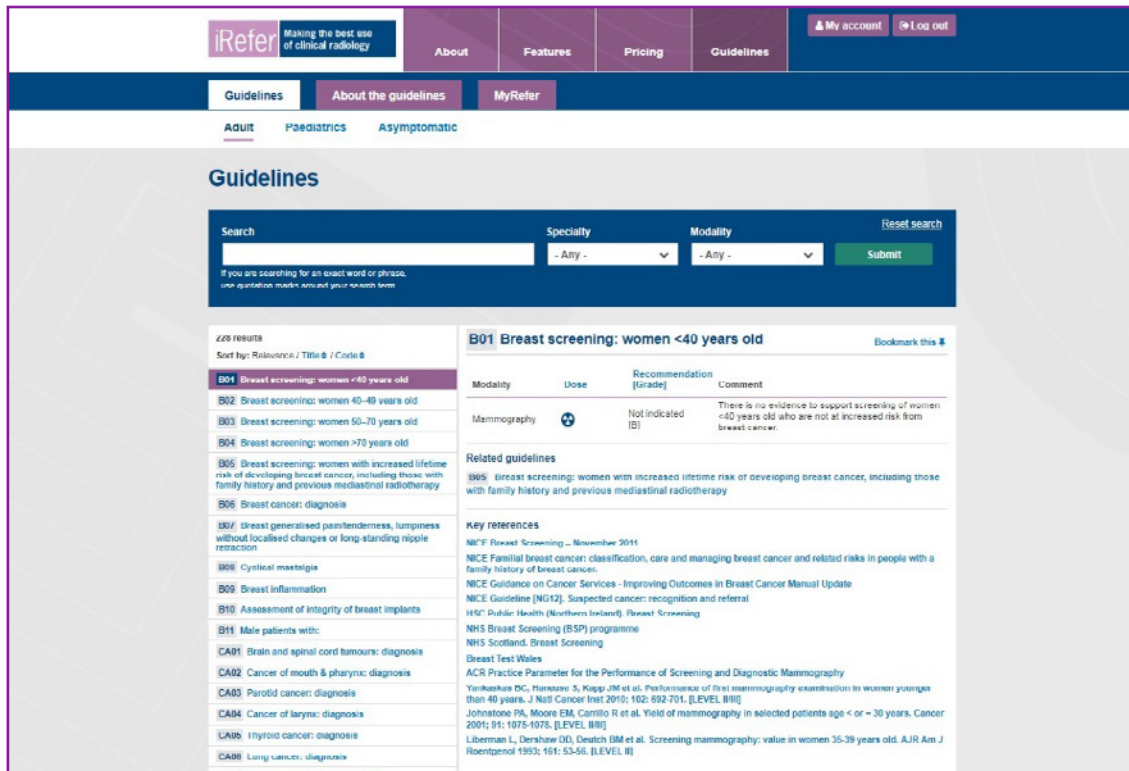 iRefer
Making the best use
of clinical radiology
About
Features
Pricing
Guidelines
My account
Log out
Guidelines
About the guidelines
MyRefer
Adult
Paediatrics
Asymptomatic
Guidelines
Search
Specialty
Modality
Reset search
- Any -
- Any -
Submit
If you are searching for an exact word or phrase,
use quotation marks around your search term
228 results
Sort by: Relevance / Title / Code
B01 Breast screening: women <40 years old
B02 Breast screening: women 40–49 years old
B03 Breast screening: women 50–70 years old
B04 Breast screening: women >70 years old
B05 Breast screening: women with increased lifetime
risk of developing breast cancer, including those with
family history and previous mediastinal radiotherapy
B06 Breast cancer: diagnosis
B07 Breast generalised pain/tenderness, lumpiness
without localised changes or long-standing nipple
retraction
B08 Cyclical mastalgia
B09 Breast inflammation
B10 Assessment of integrity of breast implants
B11 Male patients with:
CA01 Brain and spinal cord tumours: diagnosis
CA02 Cancer of mouth & pharynx: diagnosis
CA03 Parotid cancer: diagnosis
CA04 Cancer of larynx: diagnosis
CA05 Thyroid cancer: diagnosis
CA06 Lung cancer: diagnosis
B01 Breast screening: women <40 years old
Bookmark this
Modality
Dose
Recommendation
[Grade]
Comment
Mammography
Not indicated
[B]
There is no evidence to support screening of women
<40 years old who are not at increased risk from
breast cancer.
Related guidelines
B05 Breast screening: women with increased lifetime risk of developing breast cancer, including those
with family history and previous mediastinal radiotherapy
Key references
NICE Breast Screening – November 2011
NICE Familial breast cancer: classification, care and managing breast cancer and related risks in people with a
family history of breast cancer.
NICE Guidance on Cancer Services - Improving Outcomes in Breast Cancer Manual Update
NICE Guideline [NG12]. Suspected cancer: recognition and referral
HSC Public Health (Northern Ireland). Breast Screening
NHS Breast Screening (BSP) programme
NHS Scotland. Breast Screening
Breast Test Wales
ACR Practice Parameter for the Performance of Screening and Diagnostic Mammography
Yankaskas BC, Haneuse S, Kapp JM et al. Performance of first mammography examination in women younger
than 40 years. J Natl Cancer Inst 2010; 102: 692-701. [LEVEL II/III]
Johnstone PA, Moore EM, Carrillo R et al. Yield of mammography in selected patients age < or = 30 years. Cancer
2001; 91: 1075-1078. [LEVEL II/III]
Liberman L, Dershaw DD, Deutch BM et al. Screening mammography: value in women 35-39 years old. AJR Am J
Roentgenol 1993; 161: 53-56. [LEVEL II]